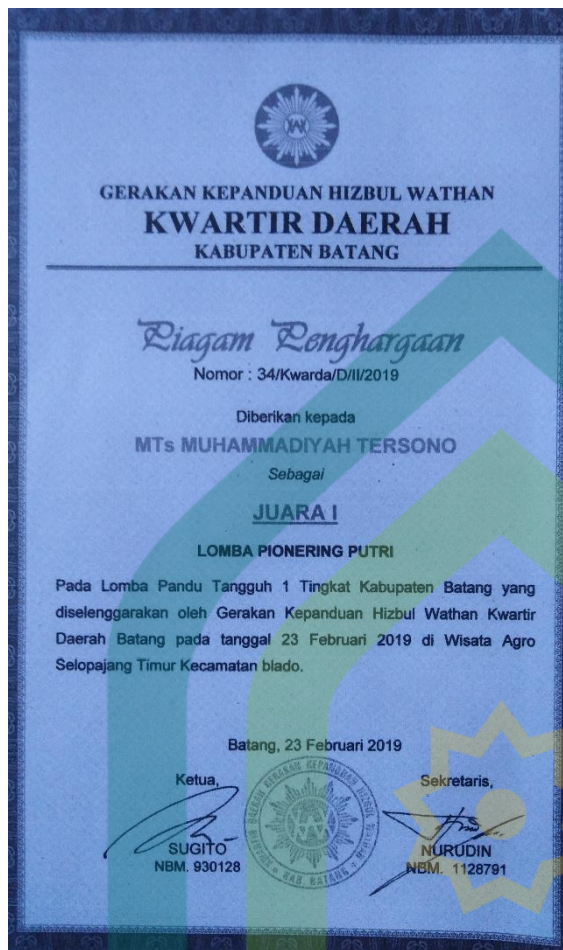 GERAKAN KEPANDUAN HIZBUL WATHAN
KWARTIR DAERAH
KABUPATEN BATANG
Piagam Penghargaan
Nomor : 34/Kwarda/D/II/2019
Diberikan kepada
MTs MUHAMMADIYAH TERSONO
Sebagai
JUARA I
LOMBA PIONERING PUTRI
Pada Lomba Pandu Tangguh 1 Tingkat Kabupaten Batang yang
diselenggarakan oleh Gerakan Kepanduan Hizbul Wathan Kwartir
Daerah Batang pada tanggal 23 Februari 2019 di Wisata Agro
Selopajang Timur Kecamatan blado.
Batang, 23 Februari 2019
Ketua,
Sekretaris,
SUGITO
NBM. 930128
NURUDIN
NBM. 1128791